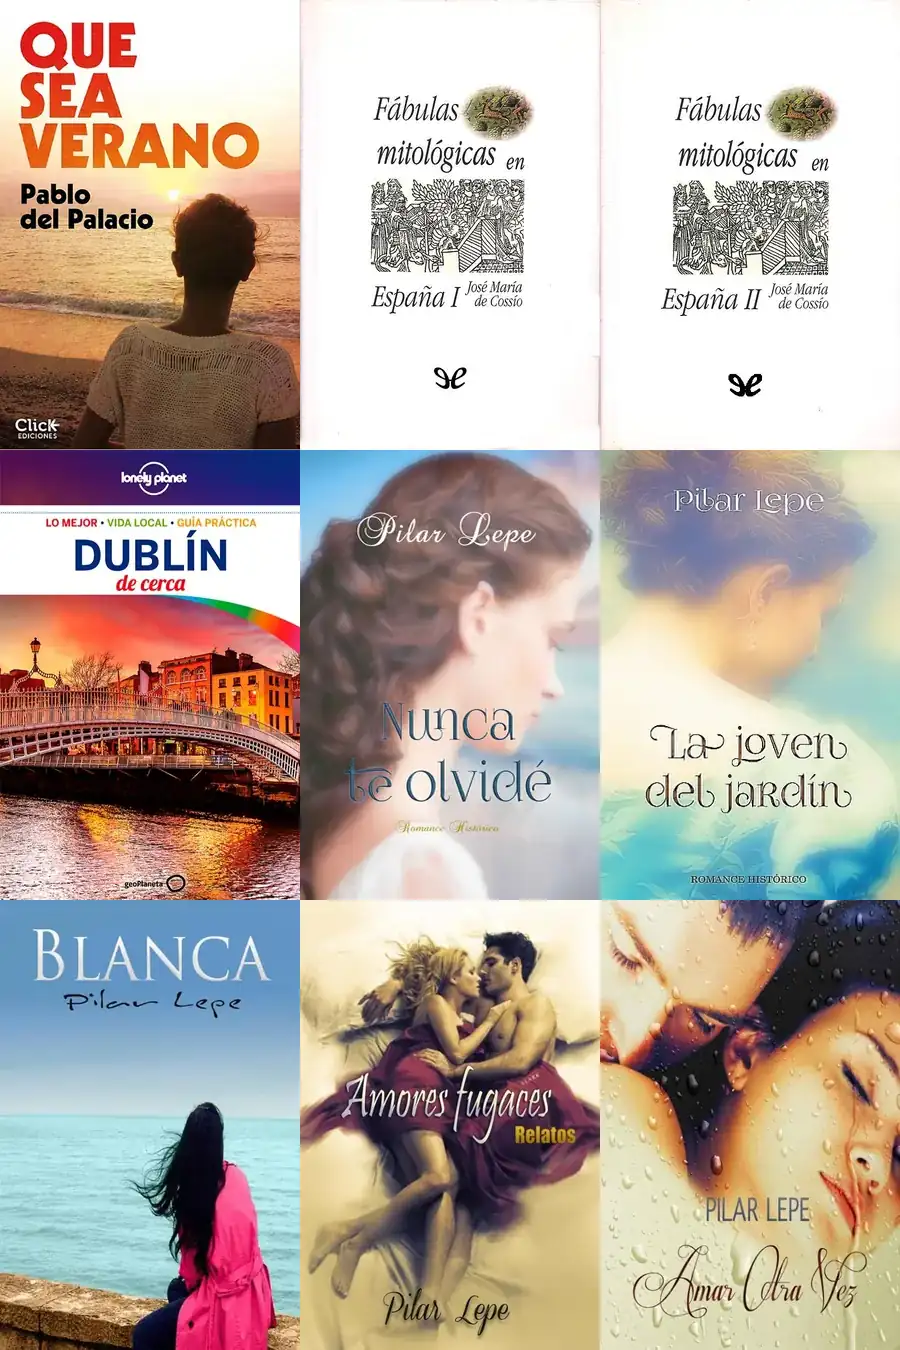 QUE
SEA
VERANO
Pablo
del Palacio
Click
EDICIONES
Fábulas
mitológicas en
España I
José María
de Cossío
Fábulas
mitológicas en
España II
José María
de Cossío
lonely planet
LO MEJOR • VIDA LOCAL • GUÍA PRÁCTICA
DUBLÍN
de cerca
geoPlaneta
Pilar Lepe
Nunca
te olvidé
Romance Histórico
Pilar Lepe
La joven
del jardín
ROMANCE HISTÓRICO
BLANCA
Pilar Lepe
Amores fugaces
Relatos
Pilar Lepe
PILAR LEPE
Amar Otra Vez